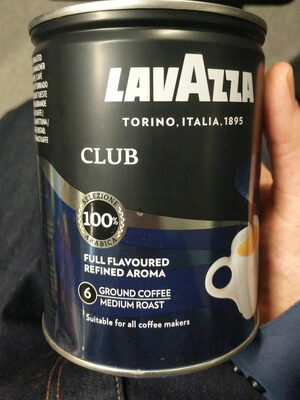 LAVAZZA
TORINO, ITALIA, 1895
CLUB
SELEZIONE
100%
ARABICA
FULL FLAVOURED
REFINED AROMA
6 GROUND COFFEE
MEDIUM ROAST
Suitable for all coffee makers